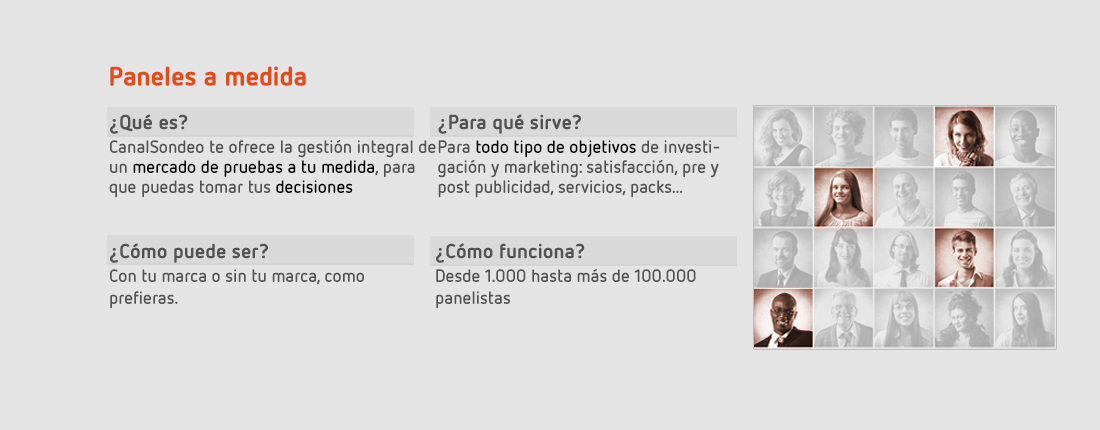 Paneles a medida
¿Qué es?
CanalSondeo te ofrece la gestión integral de
un mercado de pruebas a tu medida, para
que puedas tomar tus decisiones
¿Para qué sirve?
Para todo tipo de objetivos de investi-
gación y marketing: satisfacción, pre y
post publicidad, servicios, packs...
¿Cómo puede ser?
Con tu marca o sin tu marca, como
prefieras.
¿Cómo funciona?
Desde 1.000 hasta más de 100.000
panelistas